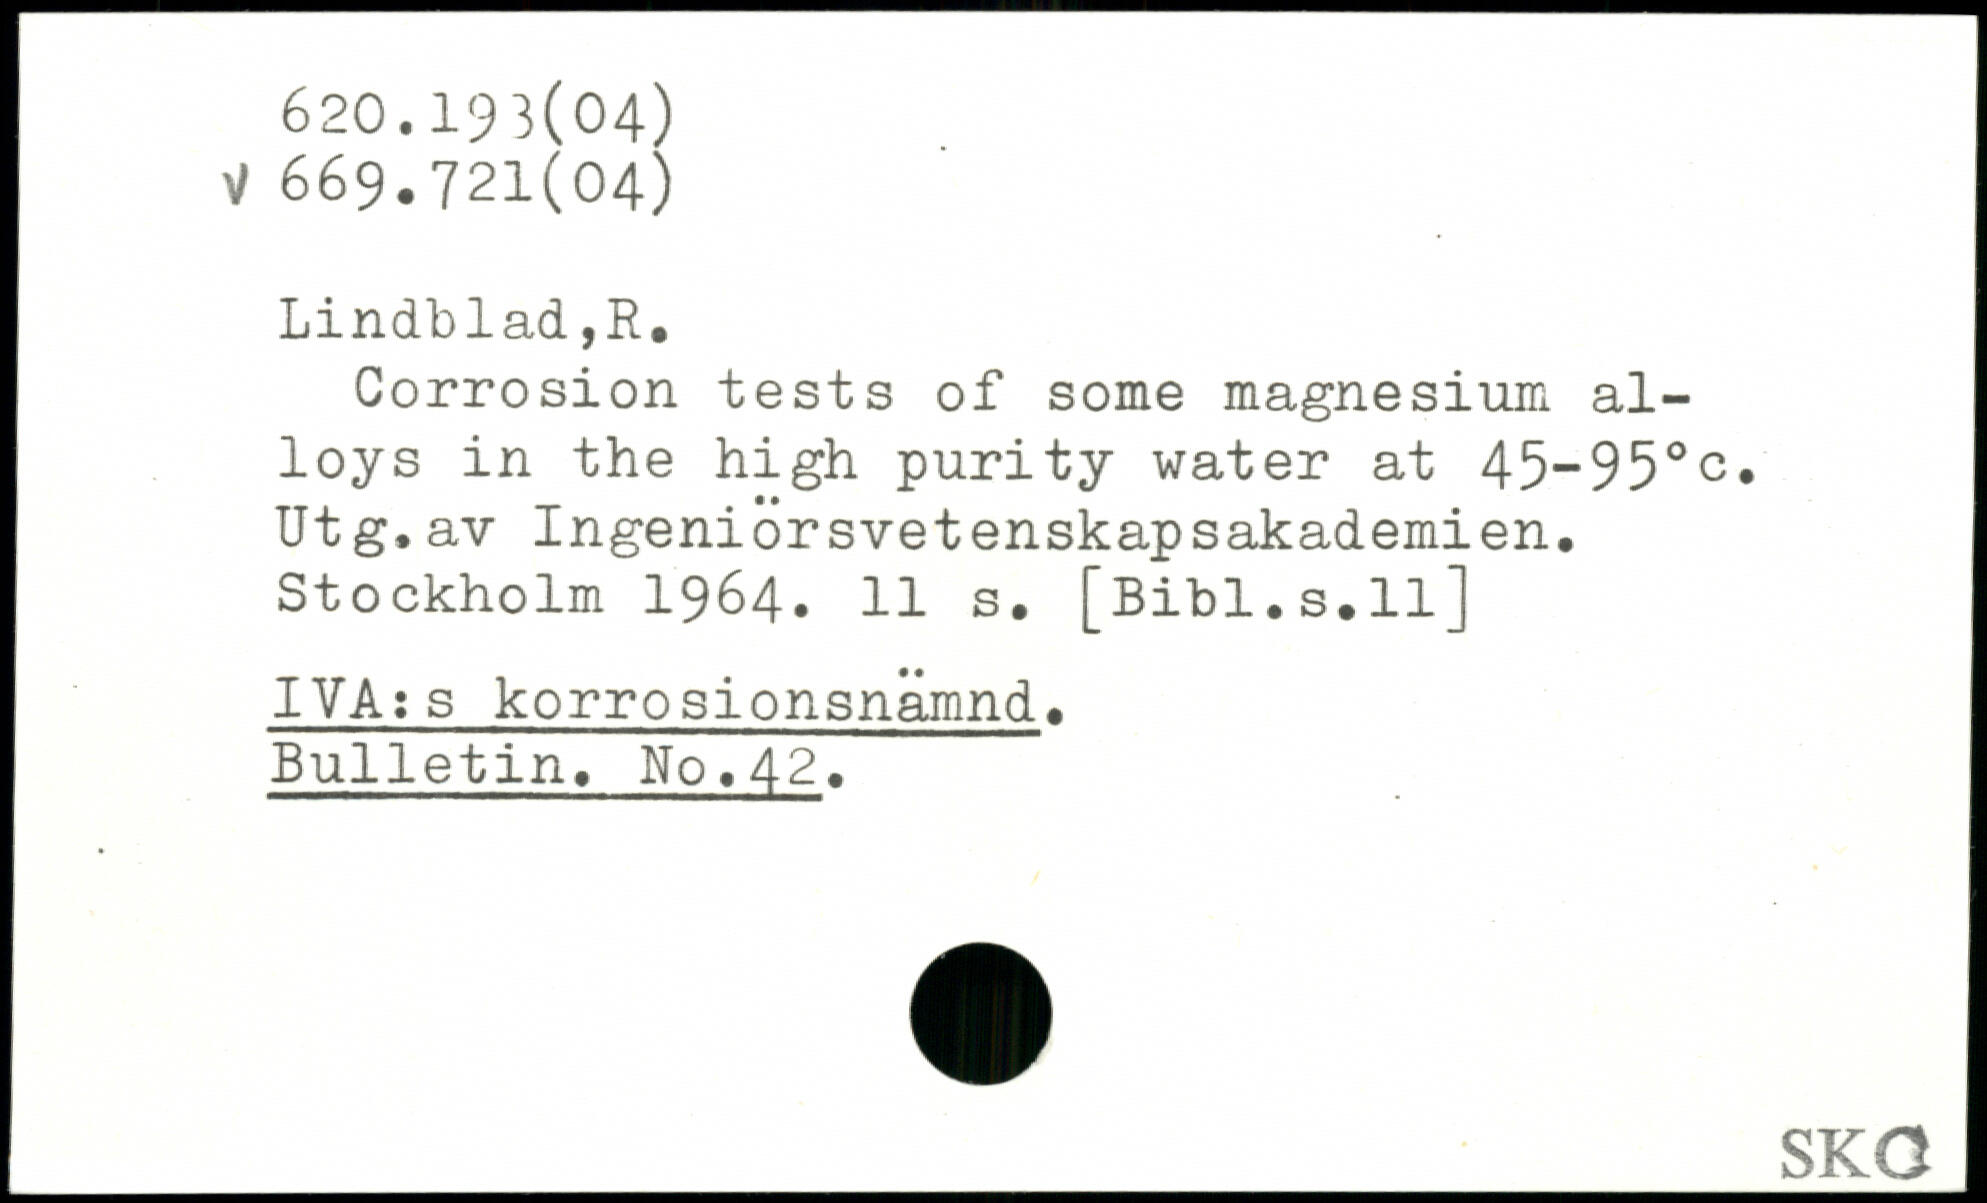 620.193(04)
v 669.721(04)
Lindblad,R.
Corrosion tests of some magnesium al-
loys in the high purity water at 45-95°c.
Utg.av Ingeniörsvetenskapsakademien.
Stockholm 1964. 11 s. [Bibl.s.11]
IVA:s korrosionsnämnd.
Bulletin. No.42.
SKC